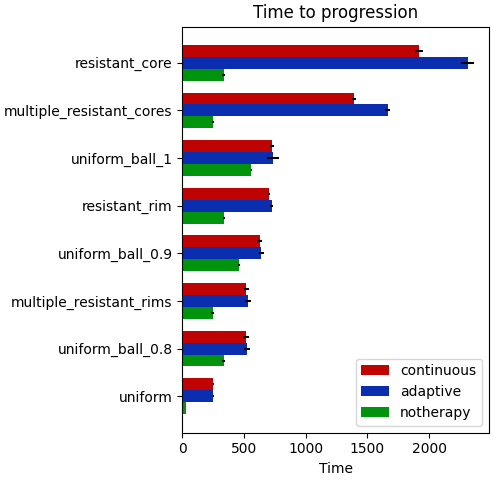 Time to progression
resistant_core
multiple_resistant_cores
uniform_ball_1
resistant_rim
uniform_ball_0.9
multiple_resistant_rims
uniform_ball_0.8
uniform
continuous
adaptive
notherapy
0 500 1000 1500 2000
Time